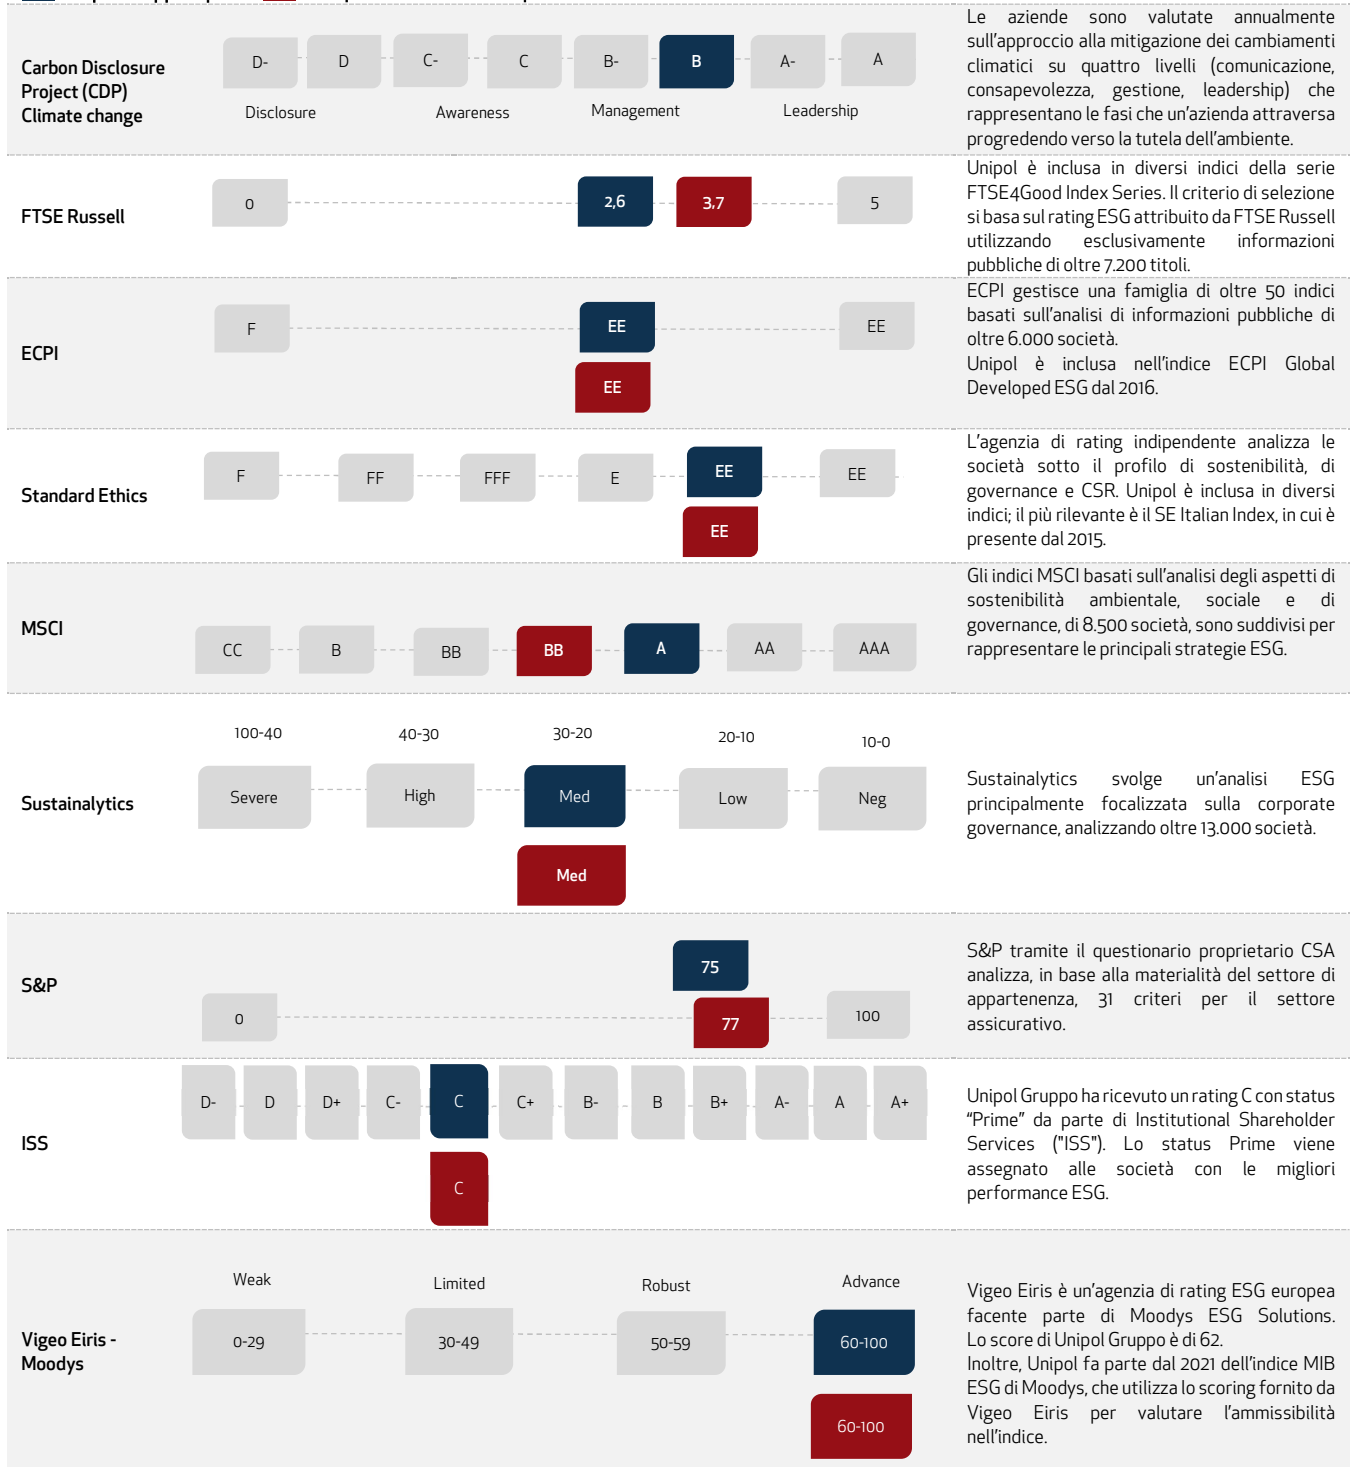 Carbon Disclosure
Project (CDP)
Climate change
D-
D
C-
C
B-
B
A-
A
Disclosure
Awareness
Management
Leadership
Le aziende sono valutate annualmente
sull'approccio alla mitigazione dei cambiamenti
climatici su quattro livelli (comunicazione,
consapevolezza, gestione, leadership) che
rappresentano le fasi che un'azienda attraversa
progredendo verso la tutela dell'ambiente.
FTSE Russell
0
2,6
3,7
5
Unipol è inclusa in diversi indici della serie
FTSE4Good Index Series. Il criterio di selezione
si basa sul rating ESG attribuito da FTSE Russell
utilizzando esclusivamente informazioni
pubbliche di oltre 7.200 titoli.
ECPI
F
EE
EE
EE
ECPI gestisce una famiglia di oltre 50 indici
basati sull'analisi di informazioni pubbliche di
oltre 6.000 società.
Unipol è inclusa nell'indice ECPI Global
Developed ESG dal 2016.
Standard Ethics
F
FF
FFF
E
EE
EE
EE
L'agenzia di rating indipendente analizza le
società sotto il profilo di sostenibilità, di
governance e CSR. Unipol è inclusa in diversi
indici; il più rilevante è il SE Italian Index, in cui è
presente dal 2015.
MSCI
CC
B
BB
BB
A
AA
AAA
Gli indici MSCI basati sull'analisi degli aspetti di
sostenibilità ambientale, sociale e di
governance, di 8.500 società, sono suddivisi per
rappresentare le principali strategie ESG.
Sustainalytics
100-40
40-30
30-20
20-10
10-0
Severe
High
Med
Low
Neg
Med
Sustainalytics svolge un'analisi ESG
principalmente focalizzata sulla corporate
governance, analizzando oltre 13.000 società.
S&P
0
75
77
100
S&P tramite il questionario proprietario CSA
analizza, in base alla materialità del settore di
appartenenza, 31 criteri per il settore
assicurativo.
ISS
D-
D
D+
C-
C
C+
B-
B
B+
A-
A
A+
C
Unipol Gruppo ha ricevuto un rating C con status
"Prime" da parte di Institutional Shareholder
Services ("ISS"). Lo status Prime viene
assegnato alle società con le migliori
performance ESG.
Vigeo Eiris -
Moodys
Weak
Limited
Robust
Advance
0-29
30-49
50-59
60-100
60-100
Vigeo Eiris è un'agenzia di rating ESG europea
facente parte di Moodys ESG Solutions.
Lo score di Unipol Gruppo è di 62.
Inoltre, Unipol fa parte dal 2021 dell'indice MIB
ESG di Moodys, che utilizza lo scoring fornito da
Vigeo Eiris per valutare l'ammissibilità
nell'indice.